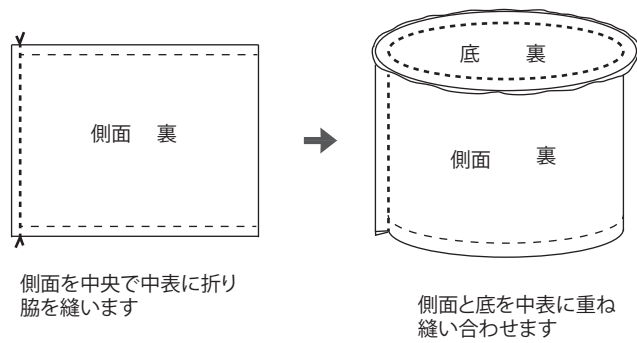 底 裏
側面 裏
側面 裏
側面を中央で中表に折り
脇を縫います
側面と底を中表に重ね
縫い合わせます